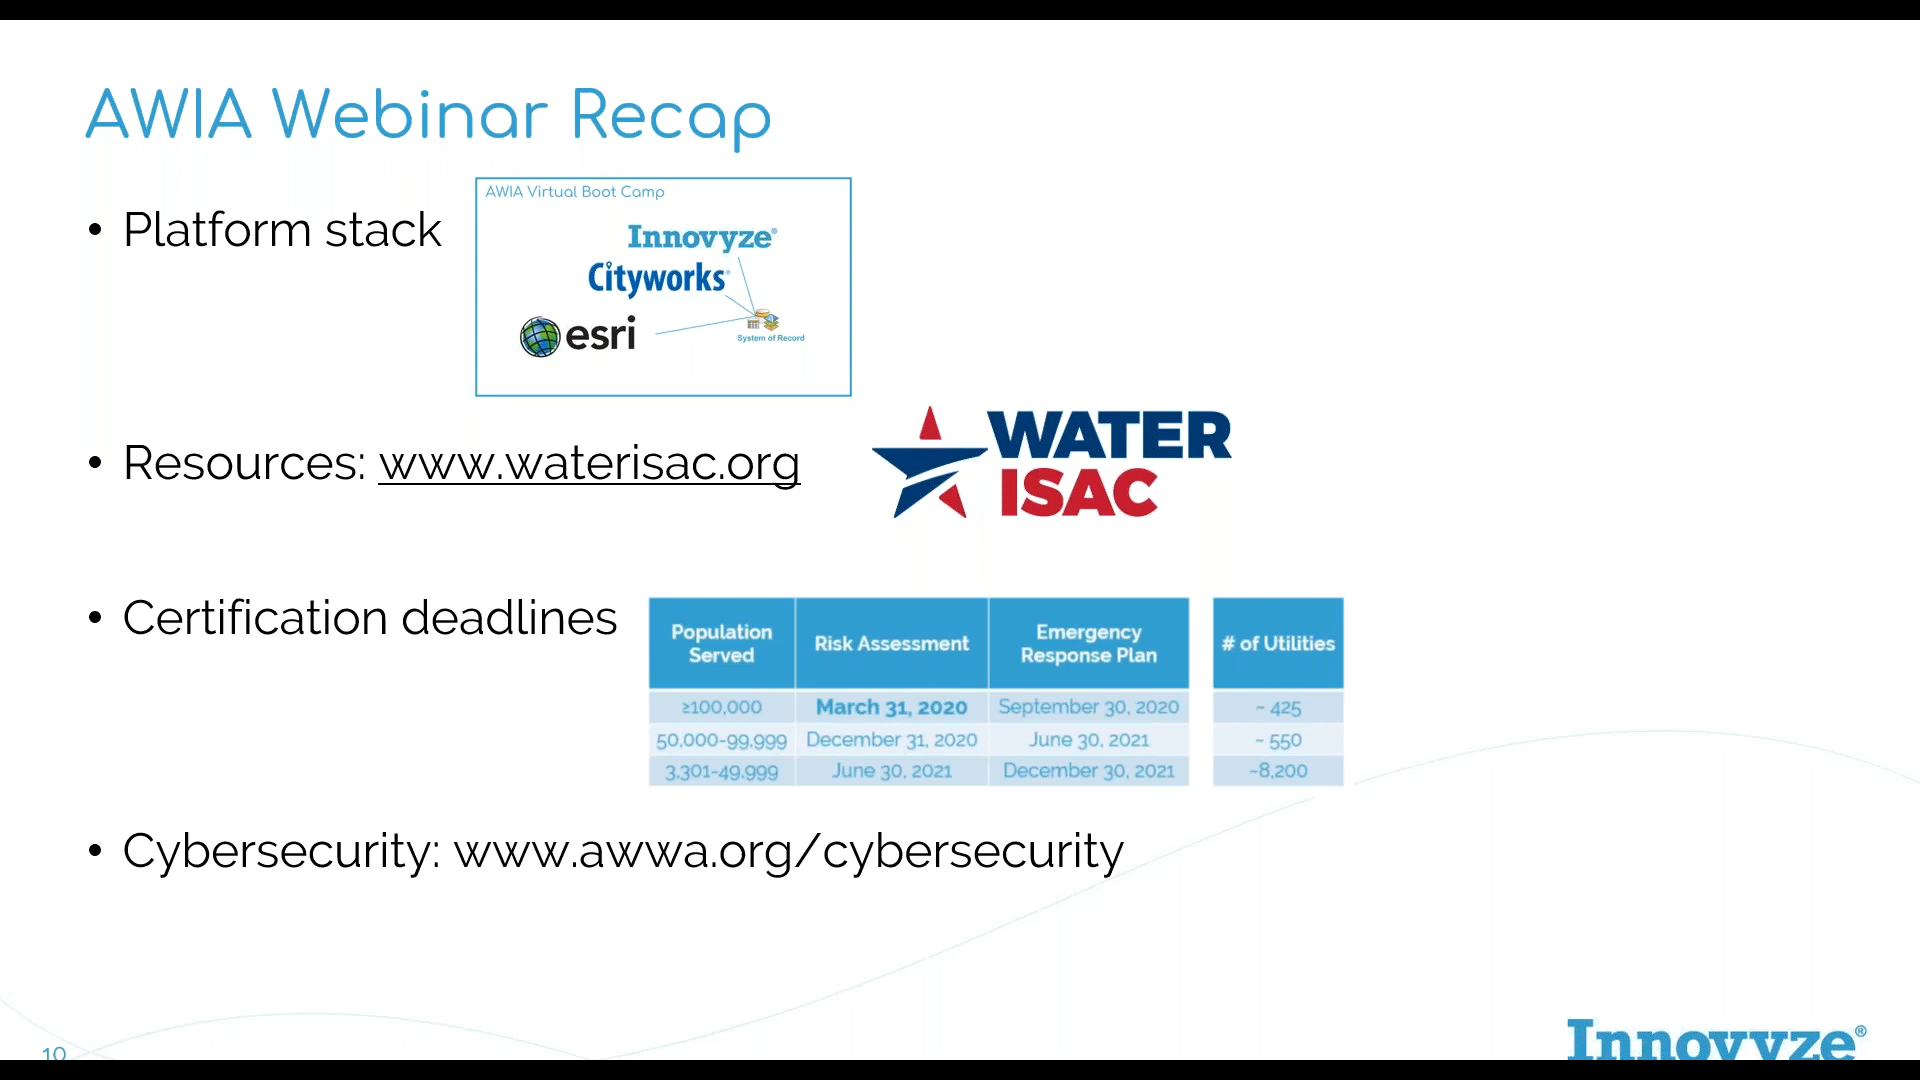 AWIA Webinar Recap
• Platform stack
AWIA Virtual Boot Camp
Innovyze®
Cityworks®
esri
System of Record
• Resources: www.waterisac.org
WATER
ISAC
• Certification deadlines
Population Served Risk Assessment Emergency Response Plan # of Utilities
≥100,000 March 31, 2020 September 30, 2020 ~ 425
50,000-99,999 December 31, 2020 June 30, 2021 ~ 550
3,301-49,999 June 30, 2021 December 30, 2021 ~8,200
• Cybersecurity: www.awwa.org/cybersecurity
10
Innovyze®